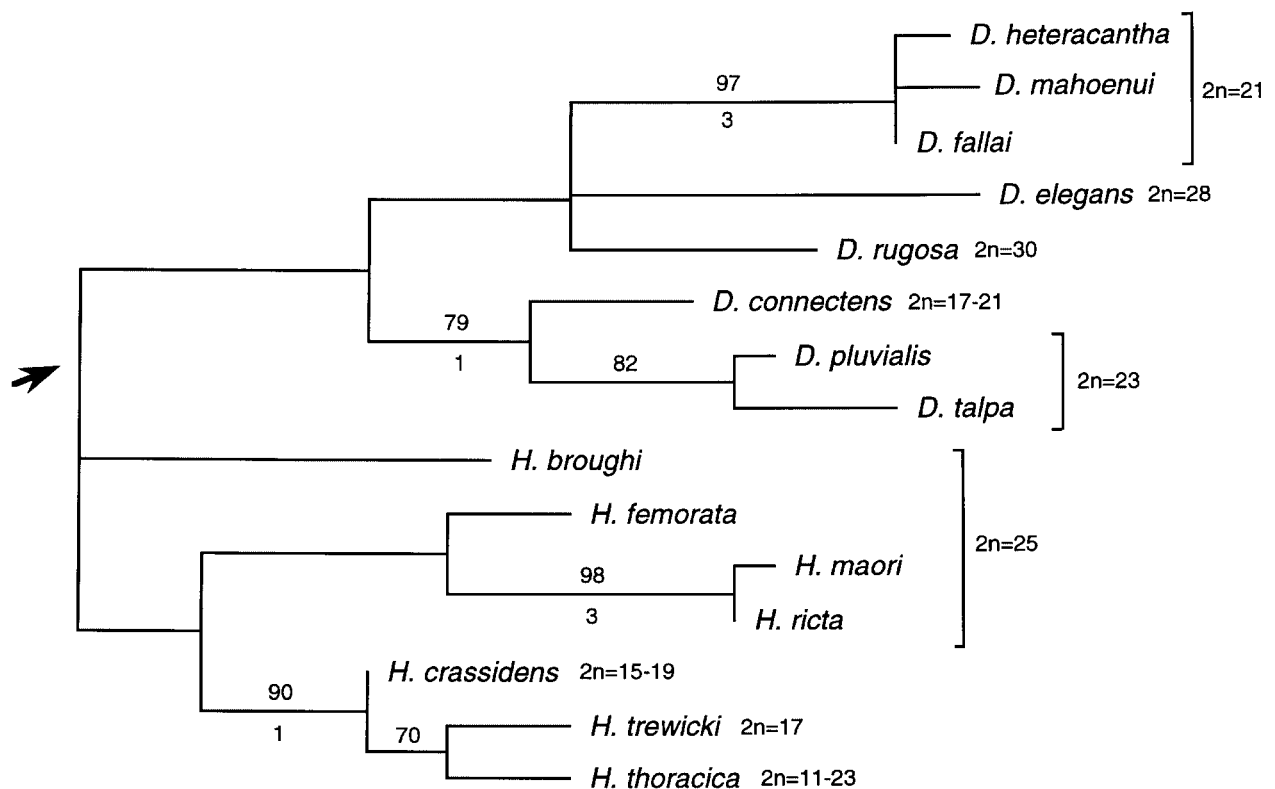 D. heteracantha
97
D. mahoenui
2n=21
3
D. fallai
D. elegans 2n=28
D. rugosa 2n=30
D. connectens 2n=17-21
79
1
D. pluvialis
82
2n=23
D. talpa
H. broughi
H. femorata
2n=25
98
H. maori
3
H. ricta
H. crassidens 2n=15-19
90
1
H. trewicki 2n=17
70
H. thoracica 2n=11-23